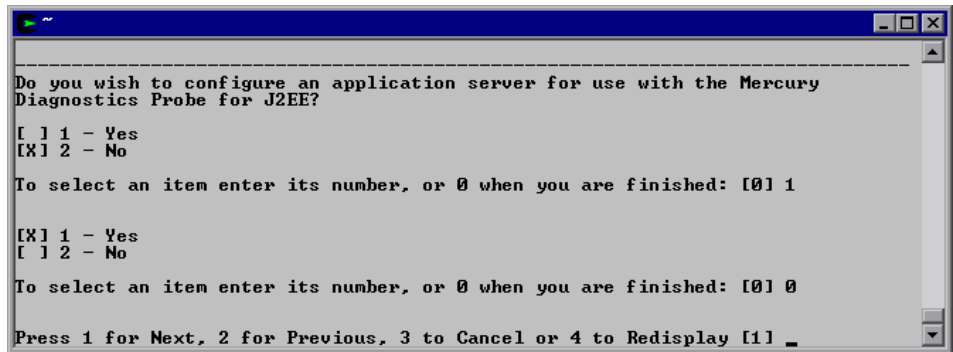 ~
Do you wish to configure an application server for use with the Mercury
Diagnostics Probe for J2EE?
[ ] 1 - Yes
[X] 2 - No
To select an item enter its number, or 0 when you are finished: [0] 1
[X] 1 - Yes
[ ] 2 - No
To select an item enter its number, or 0 when you are finished: [0] 0
Press 1 for Next, 2 for Previous, 3 to Cancel or 4 to Redisplay [1] _